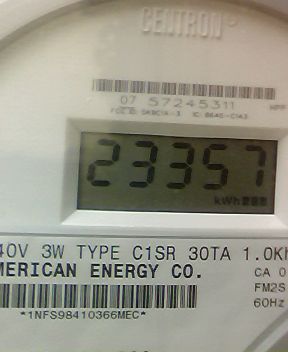 CENTRON®
07 57245311
23357
kWh
40V 3W TYPE C1SR 30TA 1.0Kh
MERICAN ENERGY CO.
CA 0
FM2S
60Hz
*1NFS98410366MEC*